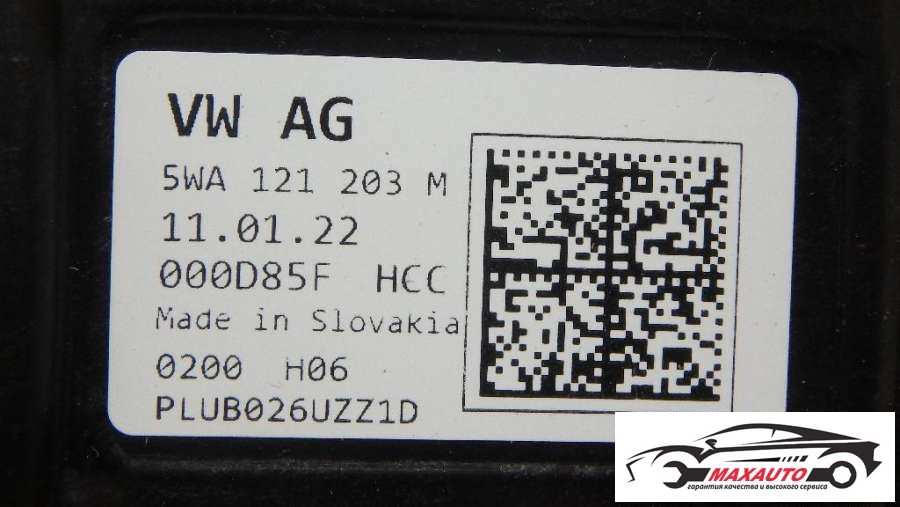 VW AG
5WA 121 203 M
11.01.22
000D85F HCC
Made in Slovakia
0200 H06
PLUB026UZZ1D
MAXAUTO
гарантия качества и высокого сервиса